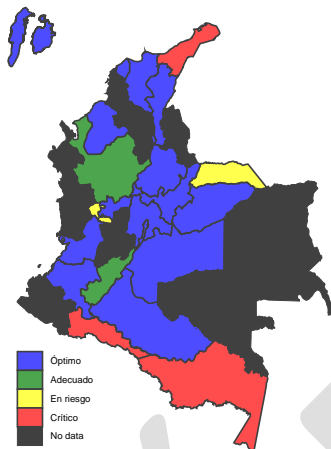 Óptimo
Adecuado
En riesgo
Crítico
No data